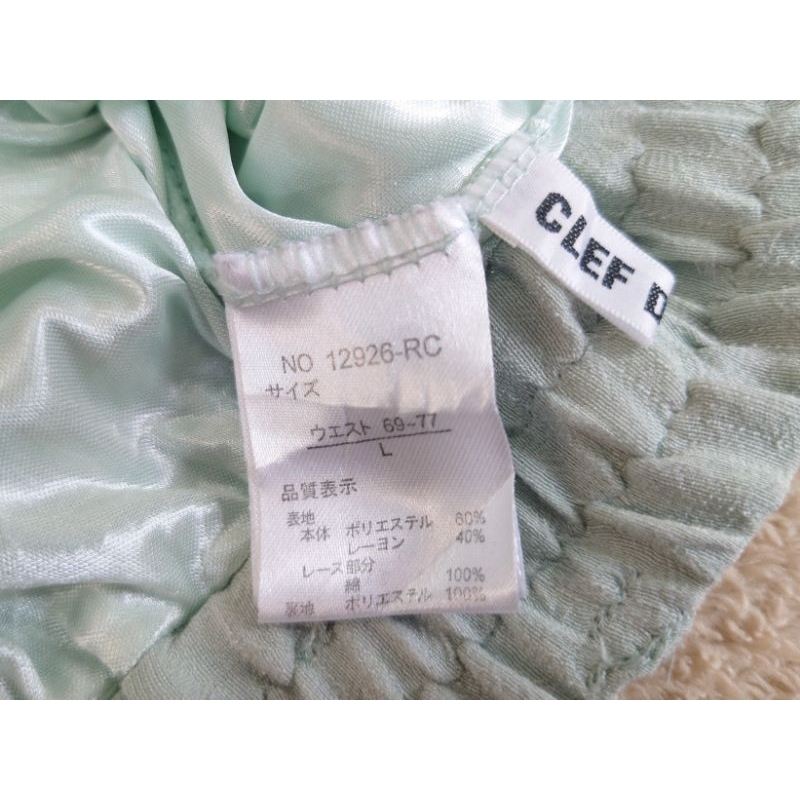 CLEF D
NO 12926-RC
サイズ
ウエスト 69~77
L
品質表示
表地
本体 ポリエステル 60%
レーヨン 40%
レース部分
綿 100%
裏地 ポリエステル 100%